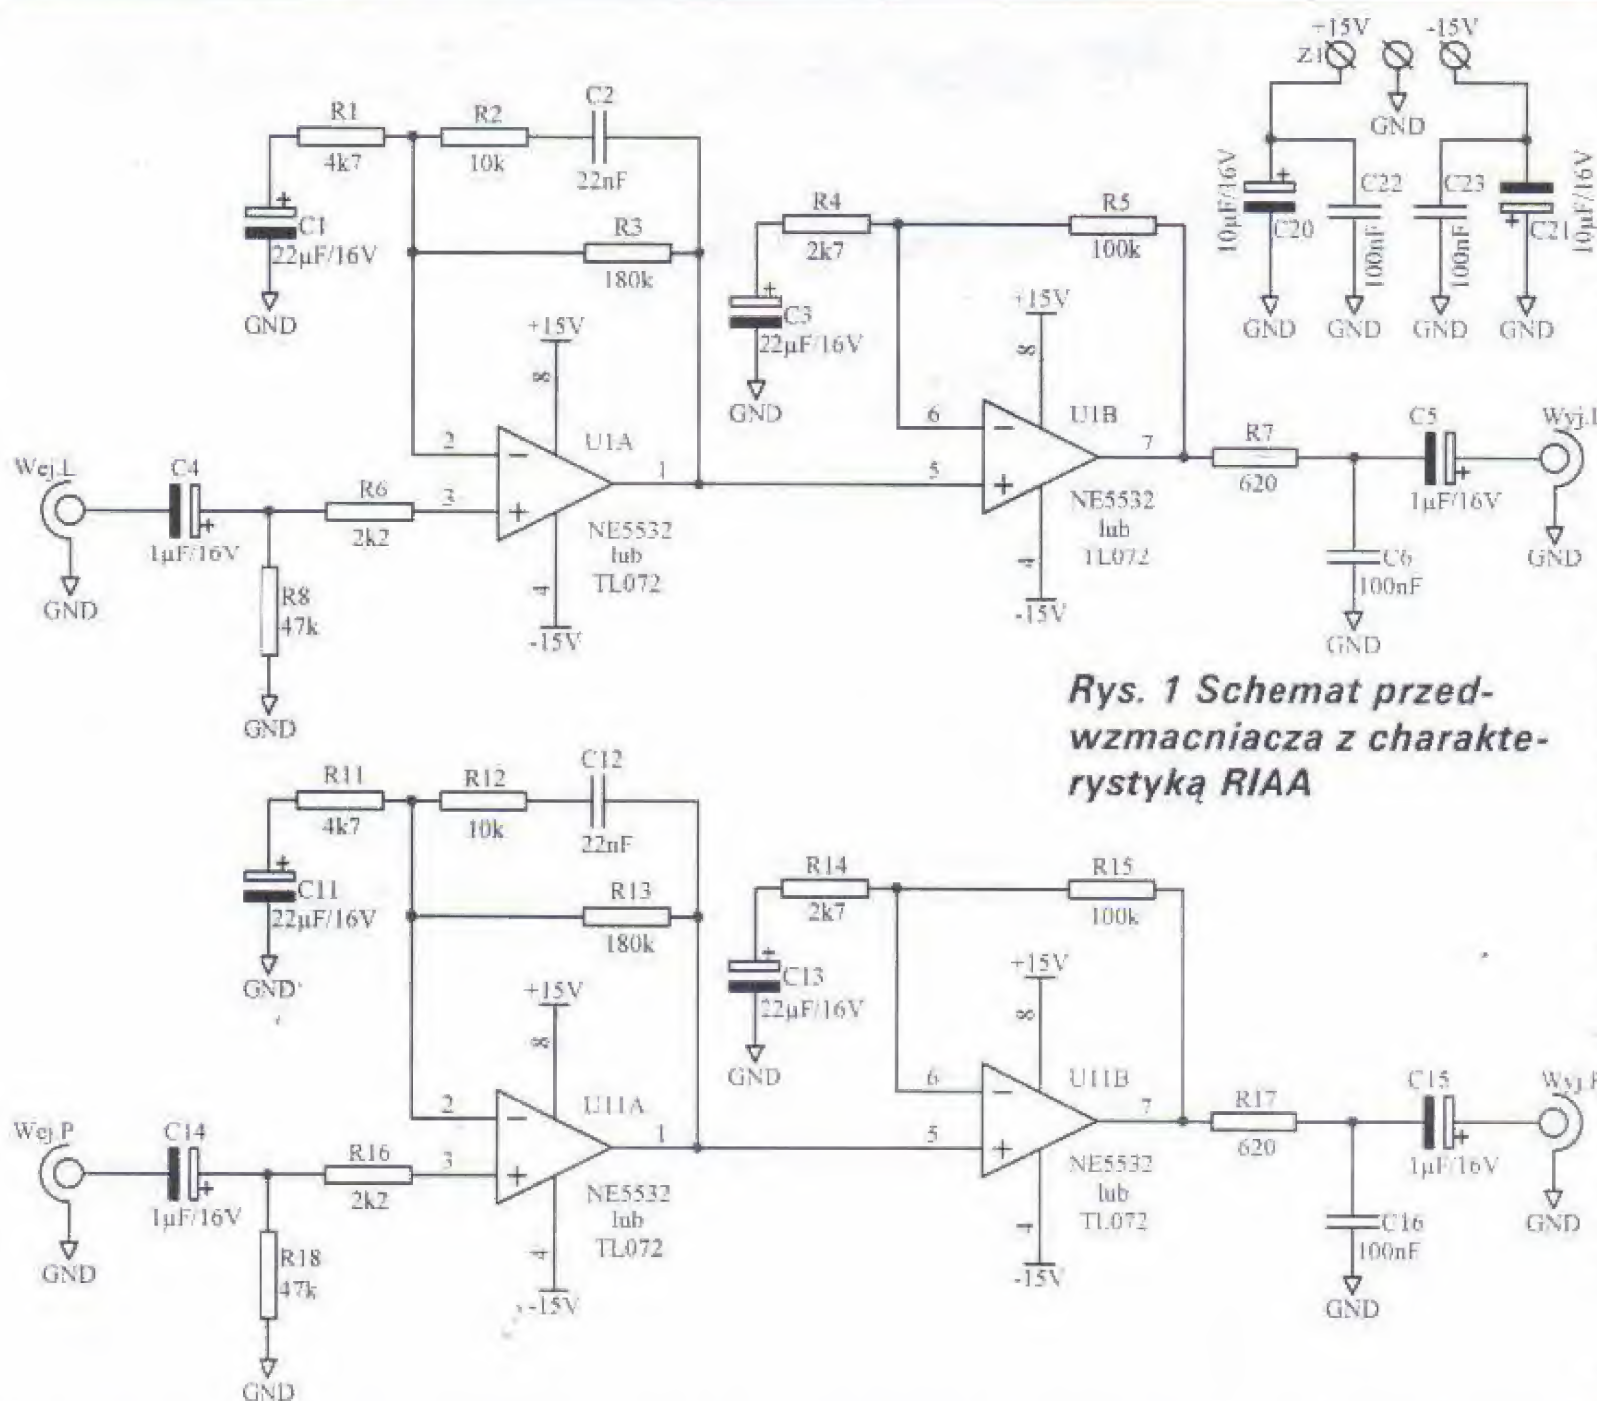 +15V
-15V
Z1
GND
R1
4k7
R2
10k
C2
22nF
C1
22µF/16V
GND
R3
180k
R4
2k7
R5
100k
C3
22µF/16V
GND
10µF/16V
C20
C22
100nF
C23
100nF
C21
10µF/16V
GND
GND
GND
GND
+15V
8
2
U1A
1
3
NE5532
lub
TL072
4
-15V
Wej.L
GND
C4
1µF/16V
R6
2k2
R8
47k
GND
+15V
8
6
U1B
7
5
NE5532
lub
TL072
4
-15V
R7
620
C5
1µF/16V
C6
100nF
GND
GND
Rys. 1 Schemat przed-
wzmacniacza z charakte-
rystyką RIAA
R11
4k7
R12
10k
C12
22nF
C11
22µF/16V
GND
R13
180k
R14
2k7
R15
100k
C13
22µF/16V
GND
+15V
8
2
U11A
1
3
NE5532
lub
TL072
4
-15V
Wej.P
GND
C14
1µF/16V
R16
2k2
R18
47k
GND
+15V
8
6
U11B
7
5
NE5532
lub
TL072
4
-15V
R17
620
C15
1µF/16V
C16
100nF
GND
GND